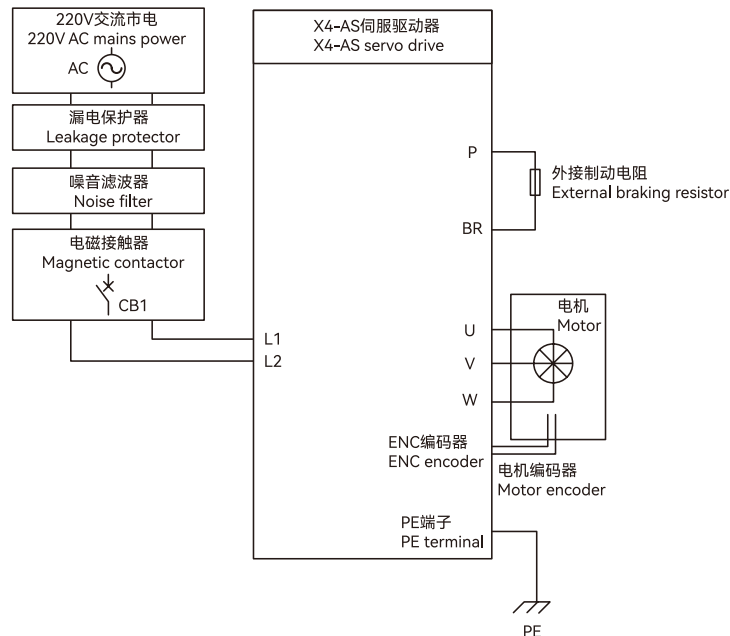 220V交流市电
220V AC mains power
AC
漏电保护器
Leakage protector
噪音滤波器
Noise filter
电磁接触器
Magnetic contactor
CB1
X4-AS伺服驱动器
X4-AS servo drive
P
外接制动电阻
External braking resistor
BR
L1
L2
U
V
W
电机
Motor
ENC编码器
ENC encoder
电机编码器
Motor encoder
PE端子
PE terminal
PE